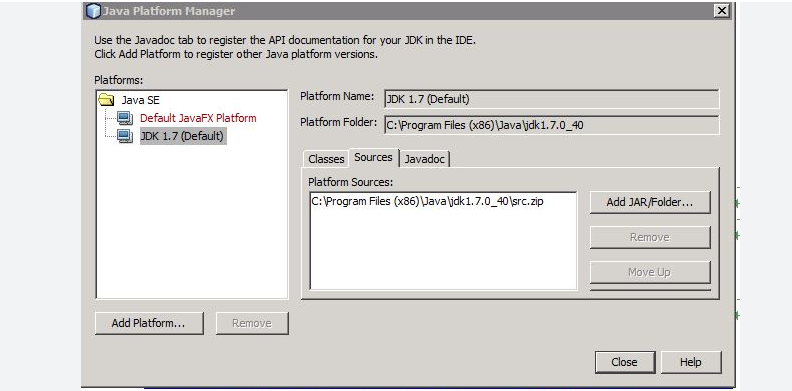 Java Platform Manager
Use the Javadoc tab to register the API documentation for your JDK in the IDE.
Click Add Platform to register other Java platform versions.
Platforms:
Java SE
Default JavaFX Platform
JDK 1.7 (Default)
Platform Name: JDK 1.7 (Default)
Platform Folder: C:\Program Files (x86)\Java\jdk1.7.0_40
Classes Sources Javadoc
Platform Sources:
C:\Program Files (x86)\Java\jdk1.7.0_40\src.zip
Add JAR/Folder...
Remove
Move Up
Add Platform... Remove
Close Help